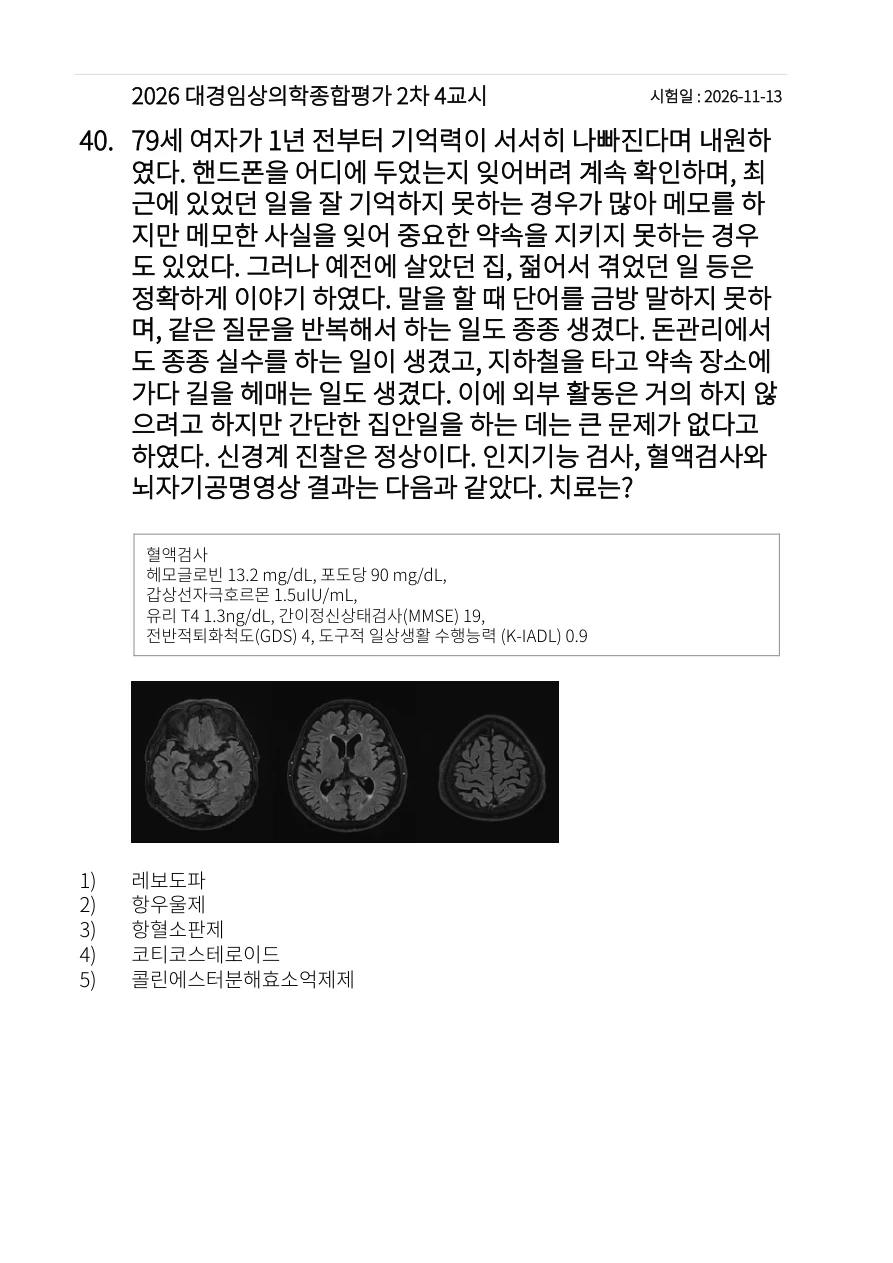 2026 대경임상의학종합평가 2차 4교시
시험일 : 2026-11-13
40. 79세 여자가 1년 전부터 기억력이 서서히 나빠진다며 내원하
였다. 핸드폰을 어디에 두었는지 잊어버려 계속 확인하며, 최
근에 있었던 일을 잘 기억하지 못하는 경우가 많아 메모를 하
지만 메모한 사실을 잊어 중요한 약속을 지키지 못하는 경우
도 있었다. 그러나 예전에 살았던 집, 젊어서 겪었던 일 등은
정확하게 이야기 하였다. 말을 할 때 단어를 금방 말하지 못하
며, 같은 질문을 반복해서 하는 일도 종종 생겼다. 돈관리에서
도 종종 실수를 하는 일이 생겼고, 지하철을 타고 약속 장소에
가다 길을 헤매는 일도 생겼다. 이에 외부 활동은 거의 하지 않
으려고 하지만 간단한 집안일을 하는 데는 큰 문제가 없다고
하였다. 신경계 진찰은 정상이다. 인지기능 검사, 혈액검사와
뇌자기공명영상 결과는 다음과 같았다. 치료는?
혈액검사
헤모글로빈 13.2 mg/dL, 포도당 90 mg/dL,
갑상선자극호르몬 1.5uIU/mL,
유리 T4 1.3ng/dL, 간이정신상태검사(MMSE) 19,
전반적퇴화척도(GDS) 4, 도구적 일상생활 수행능력 (K-IADL) 0.9
1) 레보도파
2) 항우울제
3) 항혈소판제
4) 코티코스테로이드
5) 콜린에스터분해효소억제제